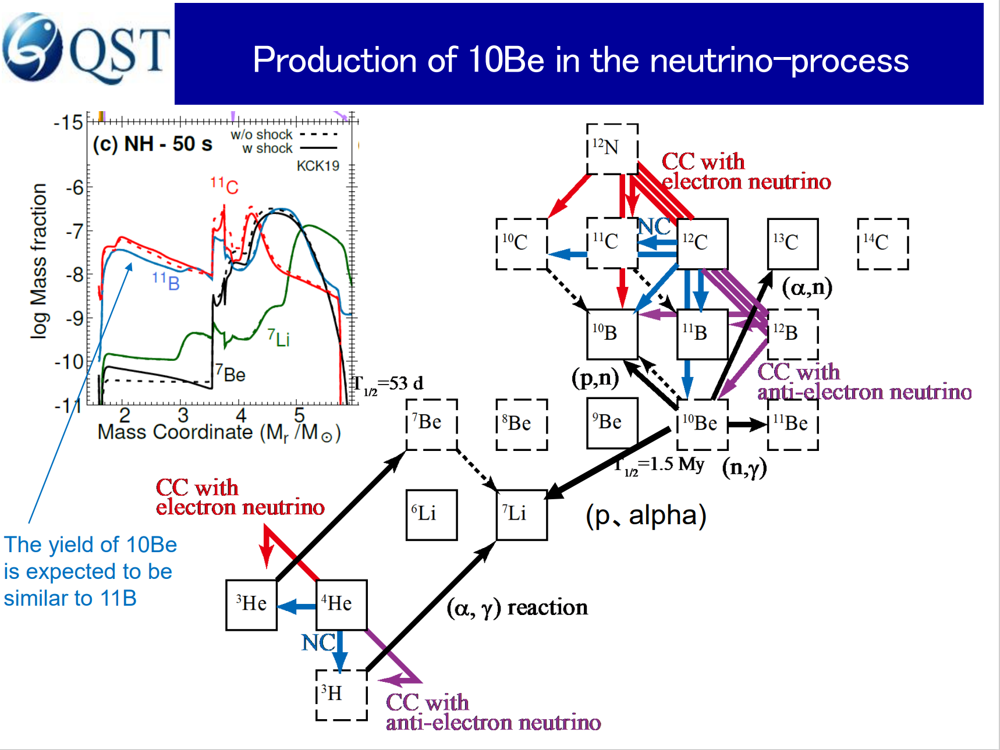 QST
Production of 10Be in the neutrino-process
-15
-6
-7
-8
-9
-10
-11
(c) NH - 50 s
w/o shock
w shock
KCK19
11C
11B
7Li
7Be
log Mass fraction
2 3 4 5
Mass Coordinate (Mr /M⊙)
12N
CC with
electron neutrino
10C
11C
NC
12C
13C
14C
(α,n)
10B
11B
12B
(p,n)
CC with
anti-electron neutrino
T1/2=53 d
7Be
8Be
9Be
10Be
11Be
T1/2=1.5 My
(n,γ)
CC with
electron neutrino
6Li
7Li
(p、alpha)
The yield of 10Be
is expected to be
similar to 11B
3He
4He
(α, γ) reaction
NC
3H
CC with
anti-electron neutrino